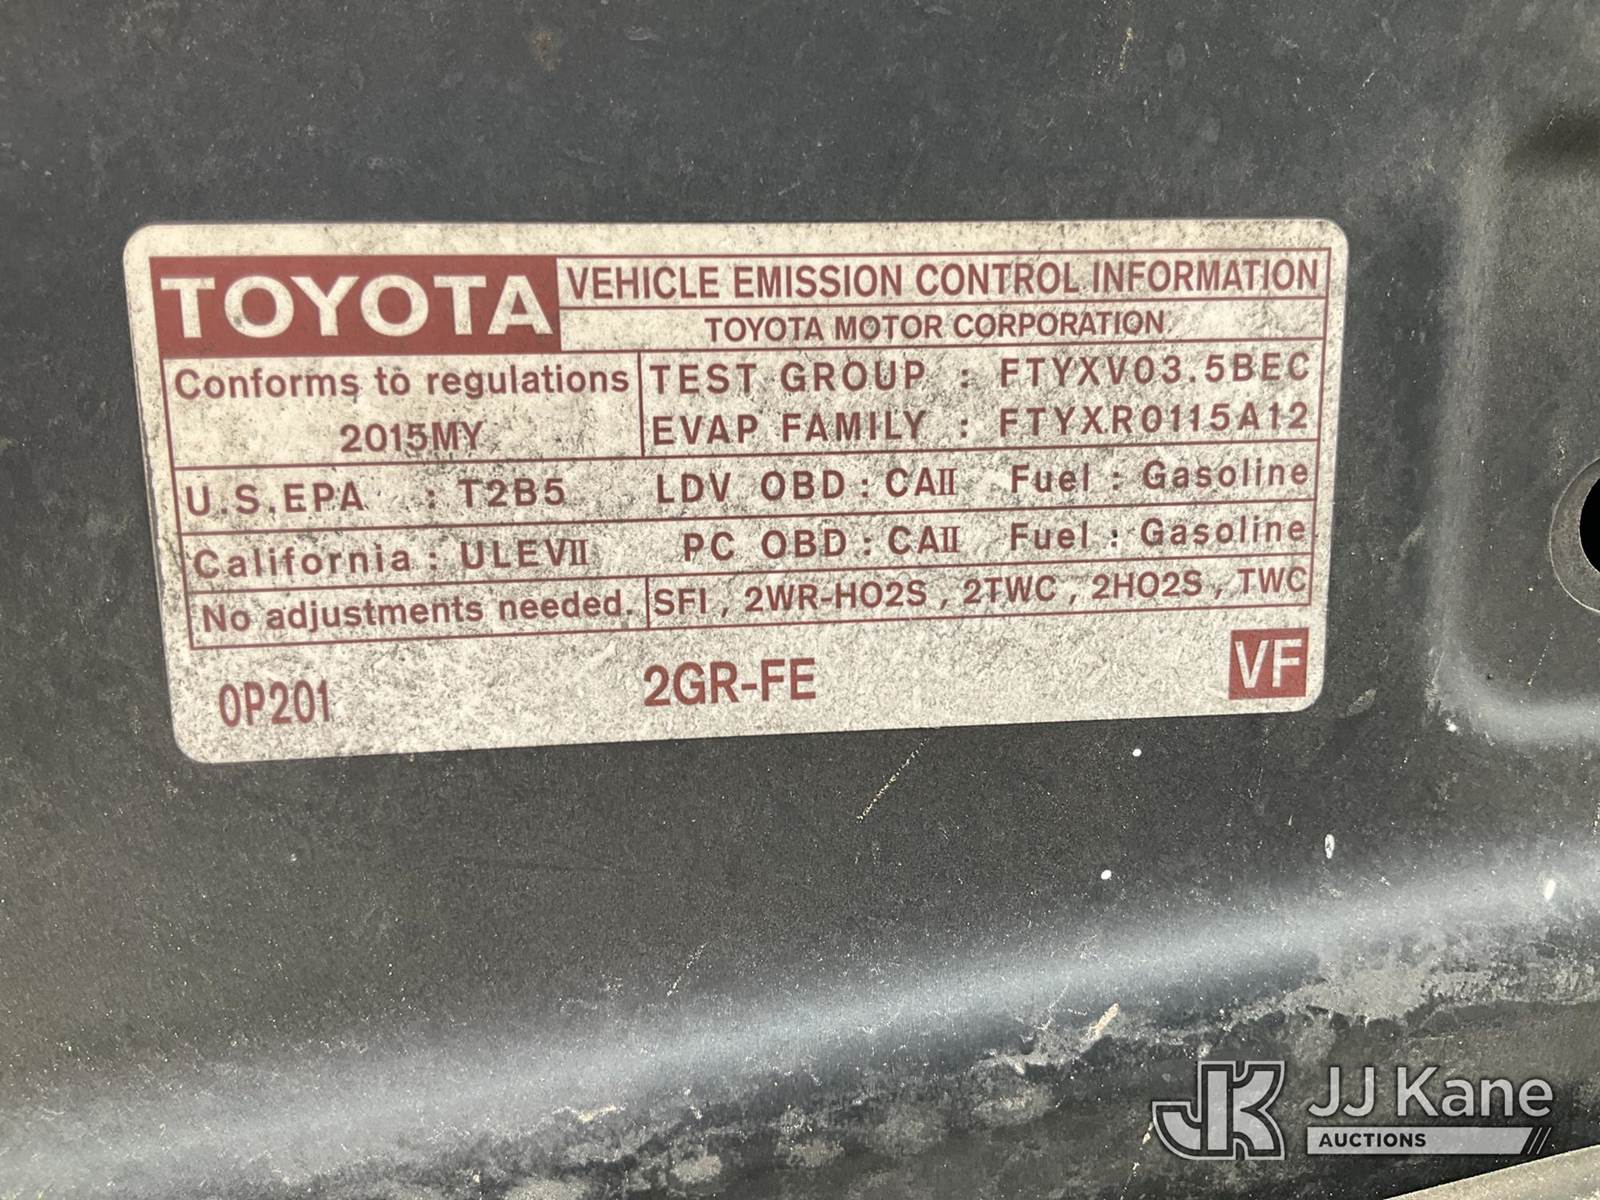 TOYOTA VEHICLE EMISSION CONTROL INFORMATION
TOYOTA MOTOR CORPORATION
Conforms to regulations
2015MY
TEST GROUP : FTYXV03.5BEC
EVAP FAMILY : FTYXR0115A12
U.S.EPA : T2B5 LDV OBD : CAII Fuel : Gasoline
California : ULEVII PC OBD : CAII Fuel : Gasoline
No adjustments needed. SFI , 2WR-HO2S , 2TWC , 2HO2S , TWC
0P201 2GR-FE VF
JK JJ Kane
AUCTIONS